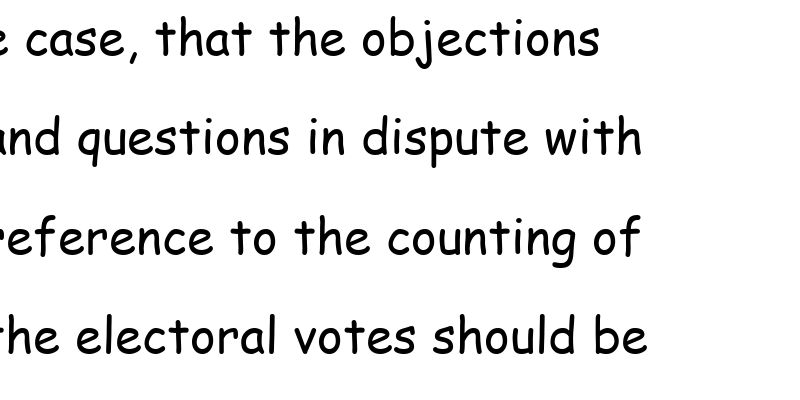 case, that the objections
and questions in dispute with
reference to the counting of
the electoral votes should be